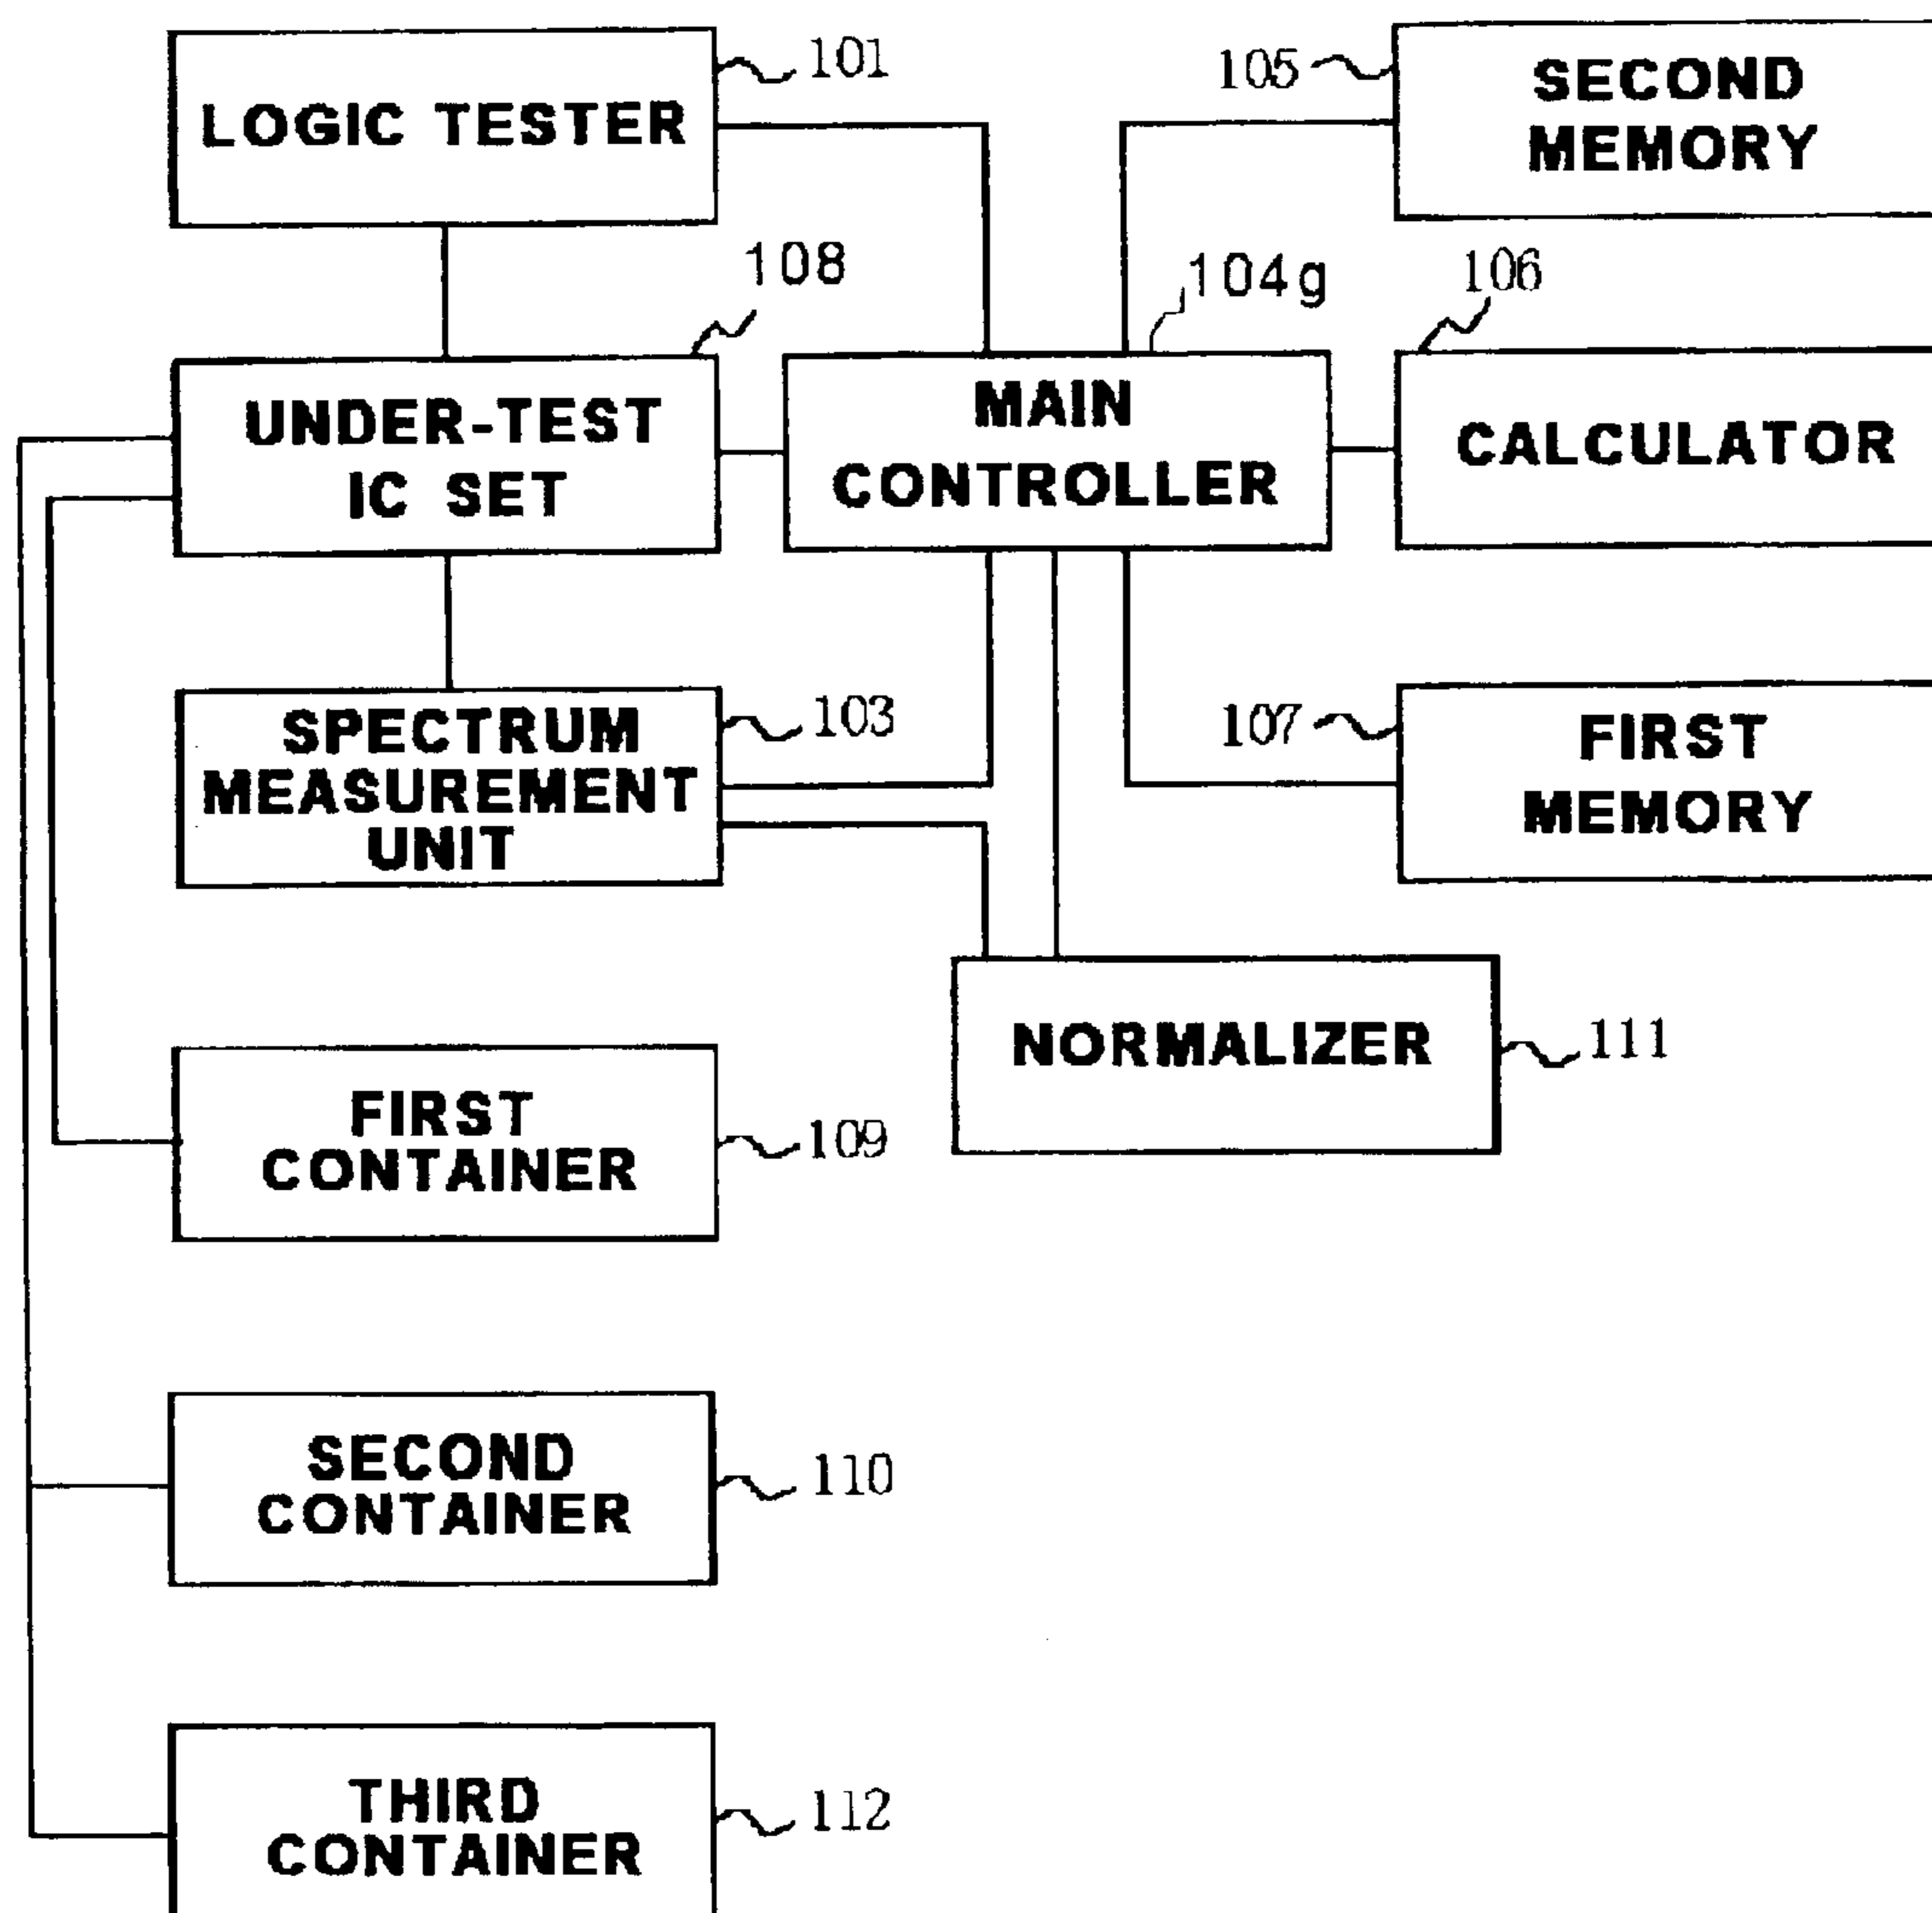 LOGIC TESTER
101
105
SECOND
MEMORY
108
104g
106
UNDER-TEST
IC SET
MAIN
CONTROLLER
CALCULATOR
SPECTRUM
MEASUREMENT
UNIT
103
107
FIRST
MEMORY
NORMALIZER
111
FIRST
CONTAINER
109
SECOND
CONTAINER
110
THIRD
CONTAINER
112